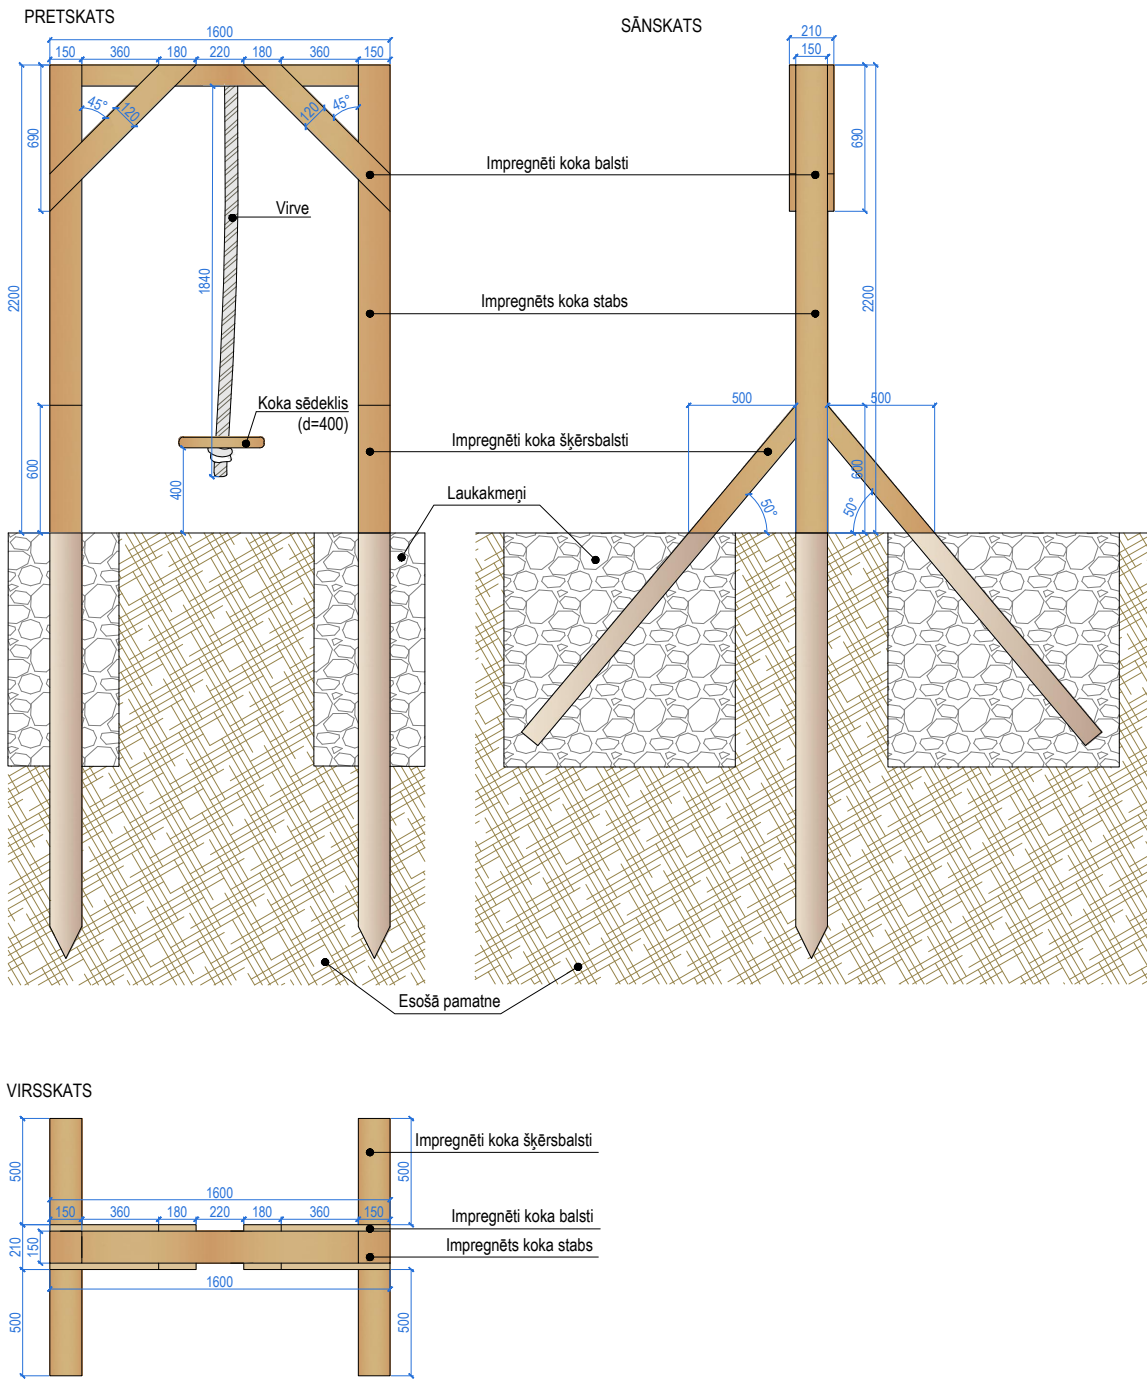 PRETSKATS
SĀNSKATS
1600
150 360 180 220 180 360 150
45°
120
120
45°
690
2200
1840
600
400
210
150
690
2200
500
500
600
50°
50°
Impregnēti koka balsti
Virve
Impregnēts koka stabs
Koka sēdeklis
(d=400)
Impregnēti koka šķērsbalsti
Laukakmeņi
Esošā pamatne
VIRSSKATS
500
500
Impregnēti koka šķērsbalsti
1600
150 360 180 220 180 360 150
Impregnēti koka balsti
Impregnēts koka stabs
210
150
1600
500
500